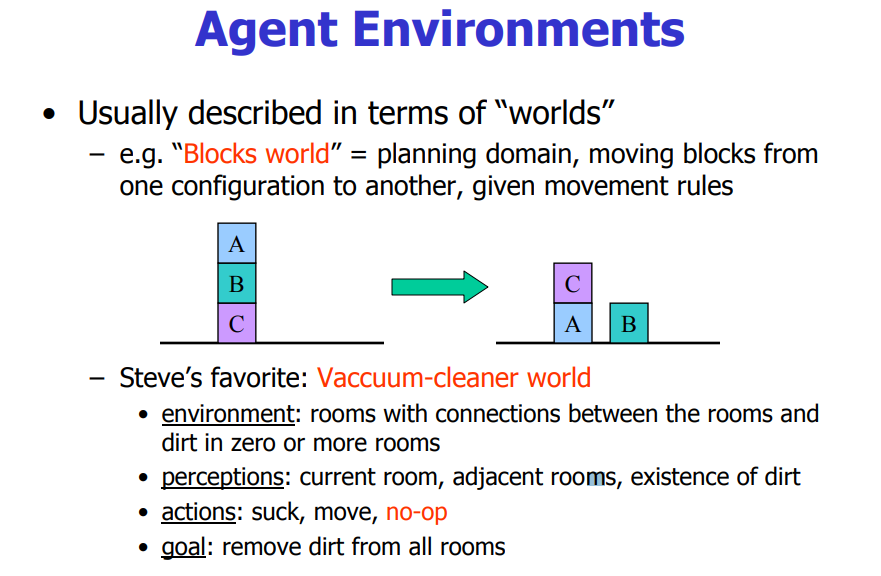 Agent Environments
• Usually described in terms of “worlds”
– e.g. “Blocks world” = planning domain, moving blocks from
one configuration to another, given movement rules
A
B
C
C
A B
– Steve’s favorite: Vaccuum-cleaner world
• environment: rooms with connections between the rooms and
dirt in zero or more rooms
• perceptions: current room, adjacent rooms, existence of dirt
• actions: suck, move, no-op
• goal: remove dirt from all rooms